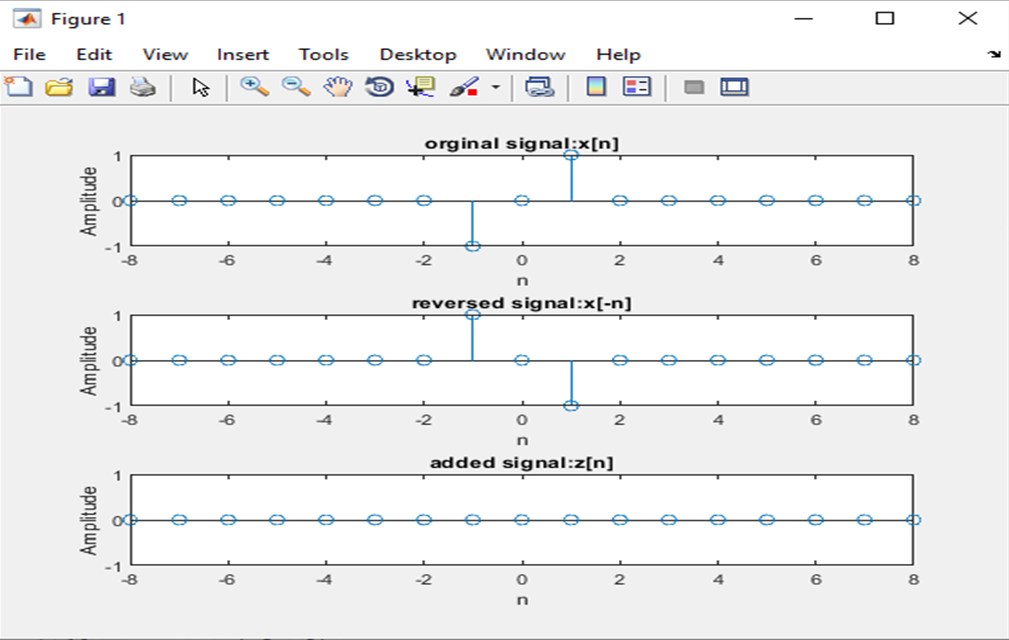 Figure 1
File Edit View Insert Tools Desktop Window Help
orginal signal:x[n]
1
0
-1
Amplitude
-8 -6 -4 -2 0 2 4 6 8
n
reversed signal:x[-n]
1
0
-1
Amplitude
-8 -6 -4 -2 0 2 4 6 8
n
added signal:z[n]
1
0
-1
Amplitude
-8 -6 -4 -2 0 2 4 6 8
n